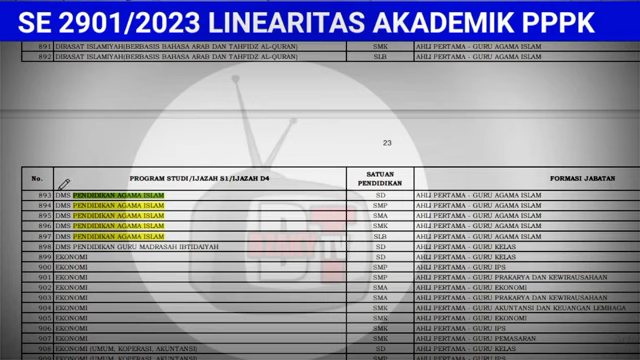 SE 2901/2023 LINEARITAS AKADEMIK PPPK
891 DIRASAT ISLAMIYAH(BERBASIS BAHASA ARAB DAN TAHFIDZ AL-QURAN) SMK AHLI PERTAMA - GURU AGAMA ISLAM
892 DIRASAT ISLAMIYAH(BERBASIS BAHASA ARAB DAN TAHFIDZ AL-QURAN) SLB AHLI PERTAMA - GURU AGAMA ISLAM
23
No. PROGRAM STUDI/IJAZAH S1/IJAZAH D4 SATUAN PENDIDIKAN FORMASI JABATAN
893 DMS PENDIDIKAN AGAMA ISLAM SD AHLI PERTAMA - GURU AGAMA ISLAM
894 DMS PENDIDIKAN AGAMA ISLAM SMP AHLI PERTAMA - GURU AGAMA ISLAM
895 DMS PENDIDIKAN AGAMA ISLAM SMA AHLI PERTAMA - GURU AGAMA ISLAM
896 DMS PENDIDIKAN AGAMA ISLAM SMK AHLI PERTAMA - GURU AGAMA ISLAM
897 DMS PENDIDIKAN AGAMA ISLAM SLB AHLI PERTAMA - GURU AGAMA ISLAM
898 DMS PENDIDIKAN GURU MADRASAH IBTIDAIYAH SD AHLI PERTAMA - GURU KELAS
899 EKONOMI SD AHLI PERTAMA - GURU KELAS
900 EKONOMI SMP AHLI PERTAMA - GURU IPS
901 EKONOMI SMP AHLI PERTAMA - GURU PRAKARYA DAN KEWIRAUSAHAAN
902 EKONOMI SMA AHLI PERTAMA - GURU EKONOMI
903 EKONOMI SMA AHLI PERTAMA - GURU PRAKARYA DAN KEWIRAUSAHAAN
904 EKONOMI SMK AHLI PERTAMA - GURU AKUNTANSI DAN KEUANGAN LEMBAGA
905 EKONOMI SMK AHLI PERTAMA - GURU EKONOMI
906 EKONOMI SMK AHLI PERTAMA - GURU IPS
907 EKONOMI SMK AHLI PERTAMA - GURU PEMASARAN
908 EKONOMI (UMUM, KOPERASI, AKUNTANSI) SD AHLI PERTAMA - GURU KELAS